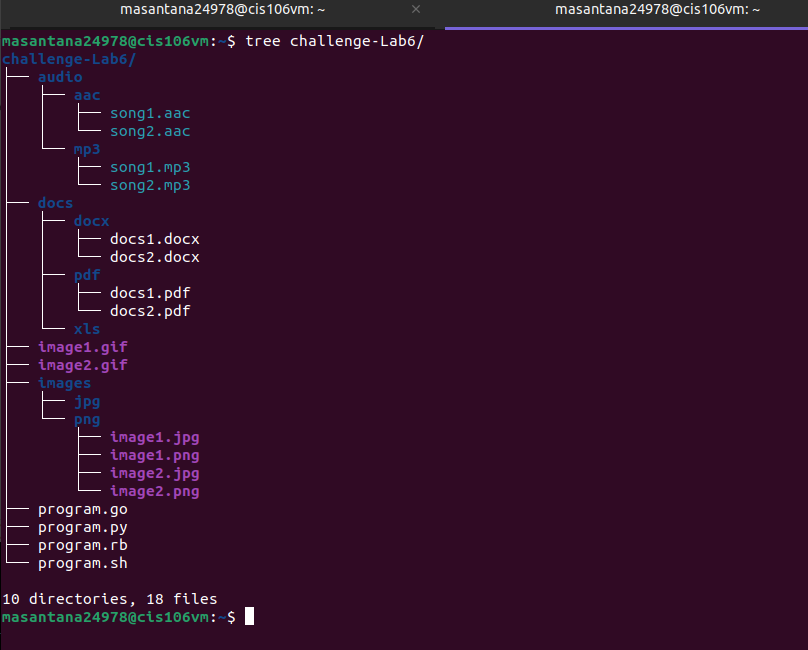 masantana24978@cis106vm: ~ × masantana24978@cis106vm: ~
masantana24978@cis106vm:~$ tree challenge-Lab6/
challenge-Lab6/
├── audio
│   ├── aac
│   │   ├── song1.aac
│   │   └── song2.aac
│   └── mp3
│       ├── song1.mp3
│       └── song2.mp3
├── docs
│   ├── docx
│   │   ├── docs1.docx
│   │   └── docs2.docx
│   ├── pdf
│   │   ├── docs1.pdf
│   │   └── docs2.pdf
│   └── xls
├── image1.gif
├── image2.gif
├── images
│   ├── jpg
│   └── png
│       ├── image1.jpg
│       ├── image1.png
│       ├── image2.jpg
│       └── image2.png
├── program.go
├── program.py
├── program.rb
└── program.sh
10 directories, 18 files
masantana24978@cis106vm:~$